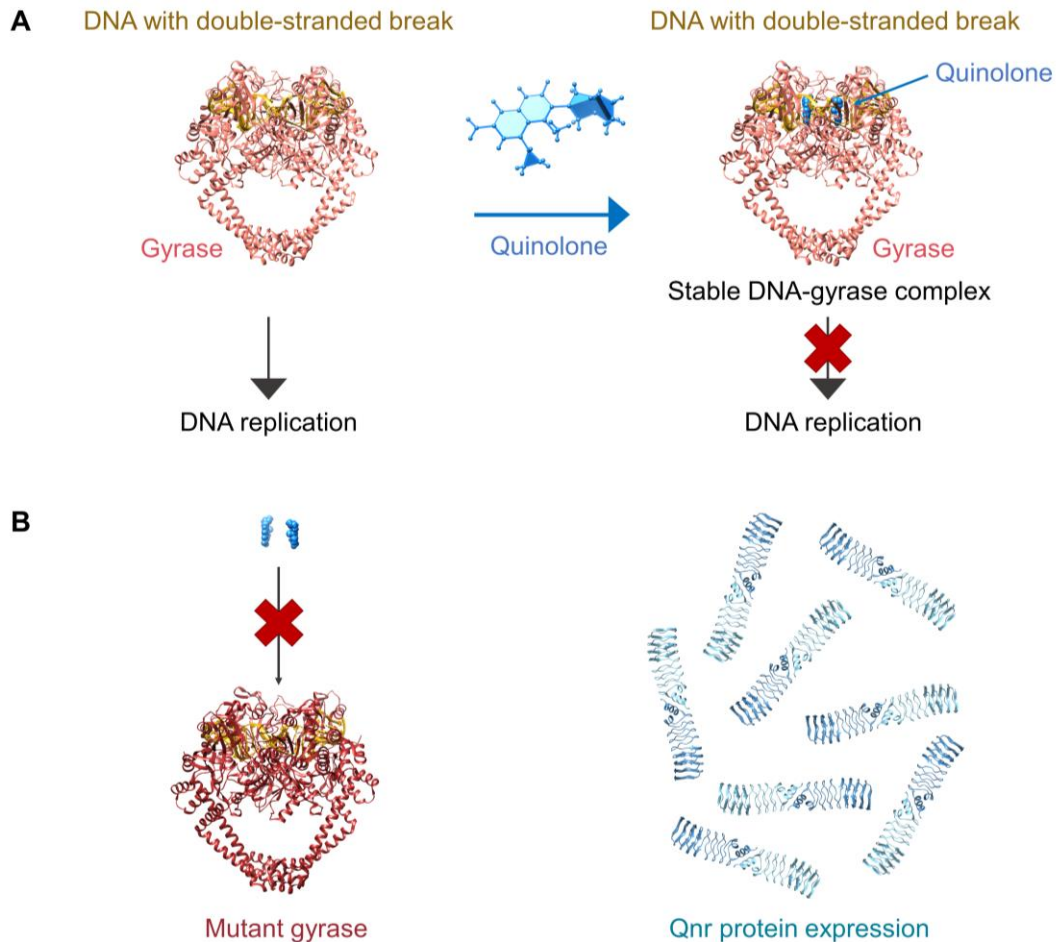 A
DNA with double-stranded break
DNA with double-stranded break
Quinolone
Gyrase
Quinolone
Gyrase
Stable DNA-gyrase complex
DNA replication
DNA replication
B
Mutant gyrase
Qnr protein expression